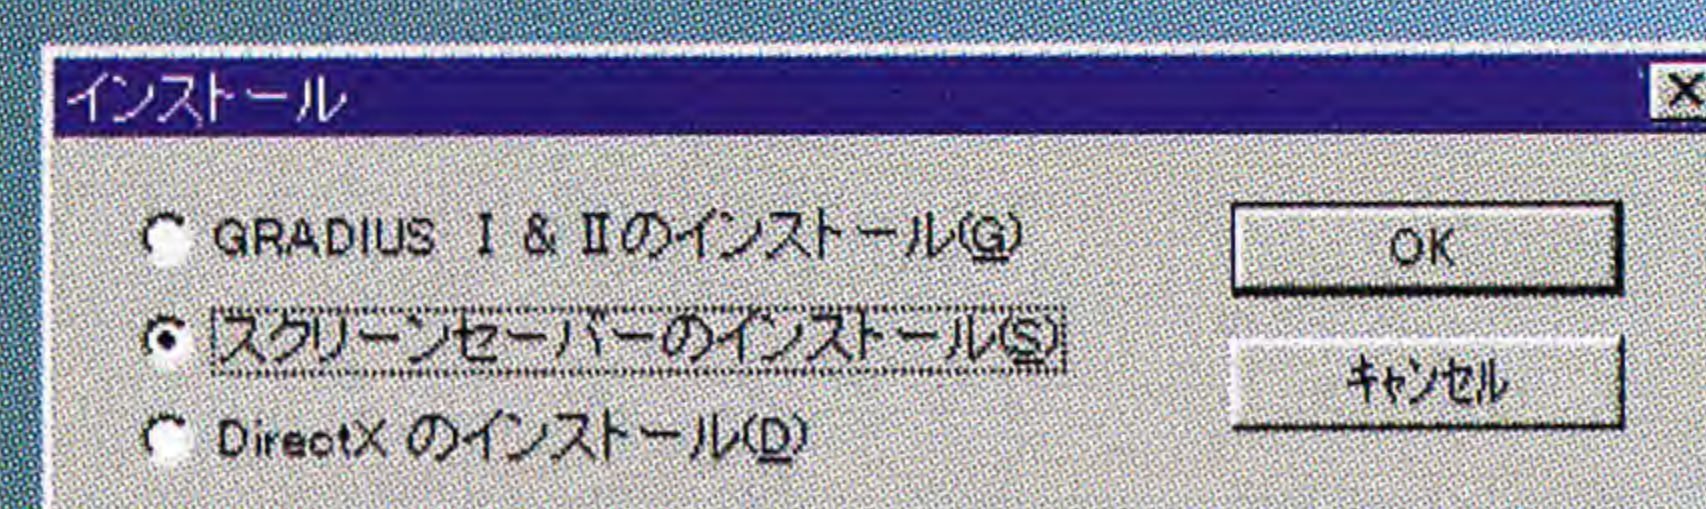 インストール
GRADIUS Ⅰ & Ⅱのインストール(G)
スクリーンセーバーのインストール(S)
DirectX のインストール(D)
OK
キャンセル